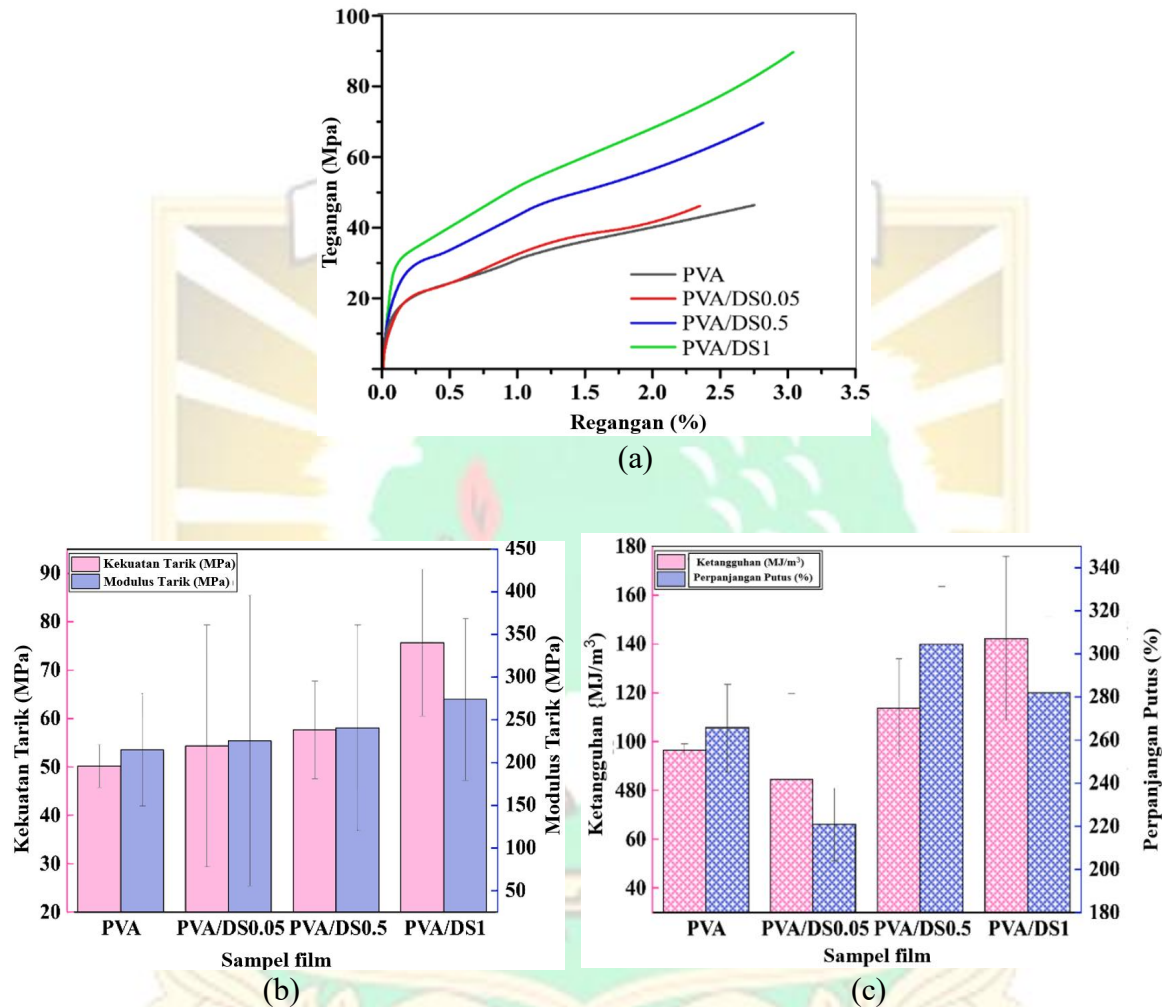 100
80
60
40
20
Tegangan (Mpa)
PVA
PVA/DS0.05
PVA/DS0.5
PVA/DS1
0.0 0.5 1.0 1.5 2.0 2.5 3.0 3.5
Regangan (%)
(a)
Kekuatan Tarik (MPa)
Modulus Tarik (MPa)
90
80
70
60
50
40
30
20
Kekuatan Tarik (MPa)
450
400
350
300
250
200
150
100
50
Modulus Tarik (MPa)
PVA PVA/DS0.05 PVA/DS0.5 PVA/DS1
Sampel film
(b)
Ketangguhan (MJ/m³)
Perpanjangan Putus (%)
180
160
140
120
100
480
60
40
Ketangguhan {MJ/m³)
340
320
300
280
260
240
220
200
180
Perpanjangan Putus (%)
PVA PVA/DS0.05 PVA/DS0.5 PVA/DS1
Sampel film
(c)